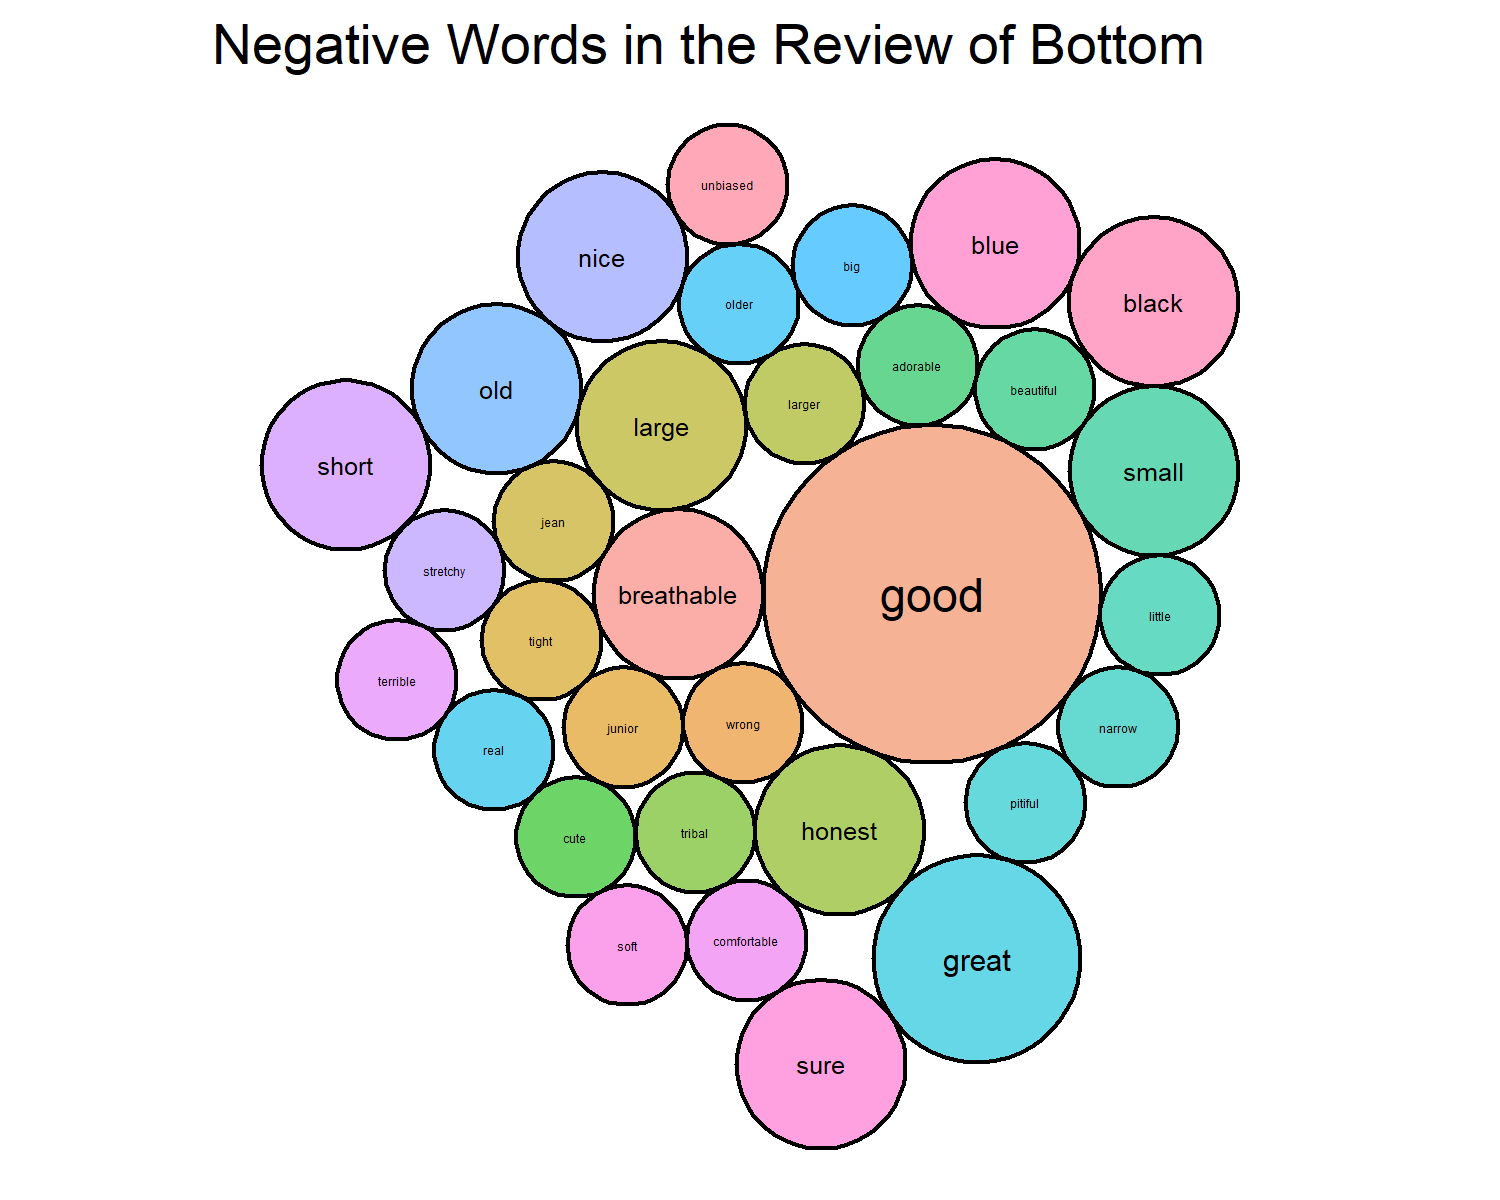 Negative Words in the Review of Bottom
unbiased
nice
blue
big
older
black
adorable
old
beautiful
larger
large
short
small
jean
stretchy
breathable
good
little
tight
terrible
wrong
junior
narrow
real
pitiful
honest
tribal
cute
comfortable
soft
great
sure